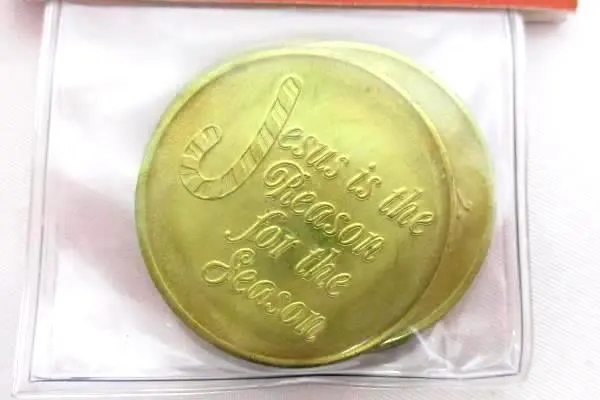 Jesus is the
Reason
for the
Season